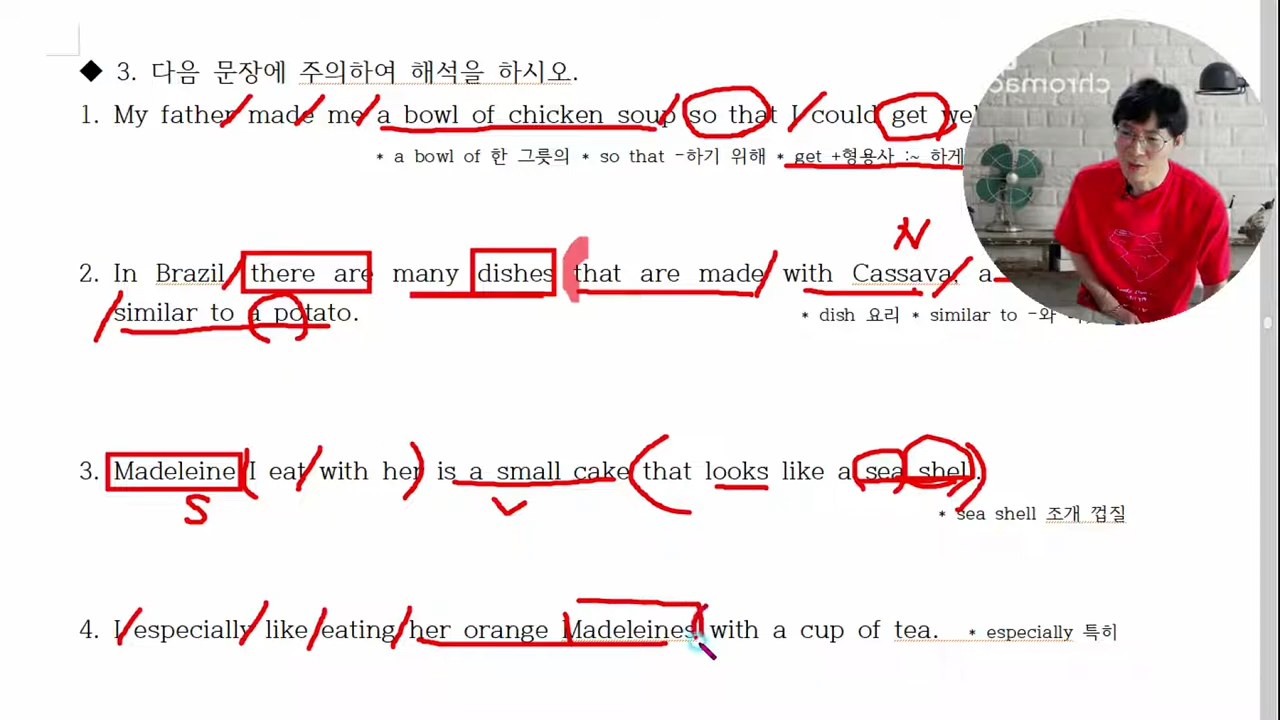 chromac
◆ 3. 다음 문장에 주의하여 해석을 하시오.
1. My father made me a bowl of chicken soup so that I could get wel
* a bowl of 한 그릇의 * so that -하기 위해 * get +형용사 :~ 하게
N
2. In Brazil there are many dishes that are made with Cassava, a
similar to a potato.
* dish 요리 * similar to -와
3. Madeleine I eat with her is a small cake that looks like a sea shell.
S V
* sea shell 조개 껍질
4. I especially like eating her orange Madeleines with a cup of tea. * especially 특히